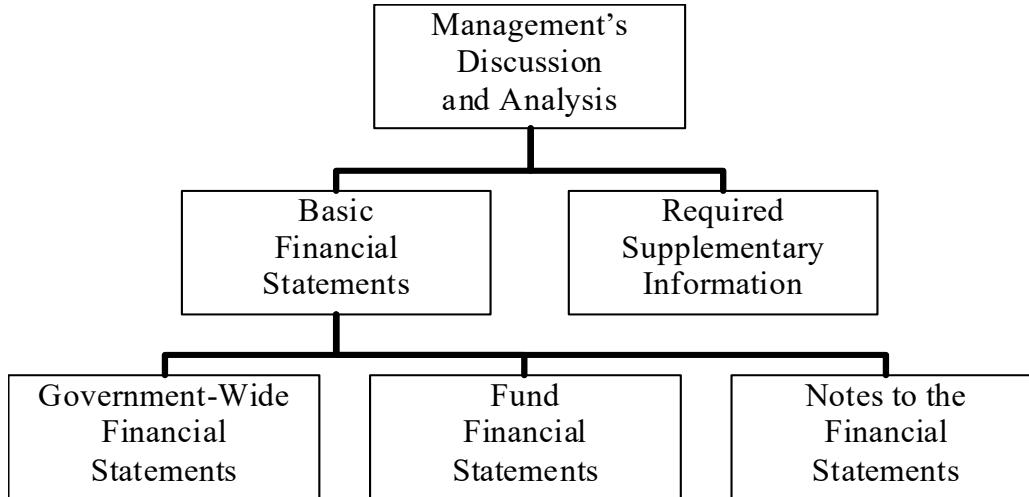 Management’s
Discussion
and Analysis
Basic
Financial
Statements
Required
Supplementary
Information
Government-Wide
Financial
Statements
Fund
Financial
Statements
Notes to the
Financial
Statements